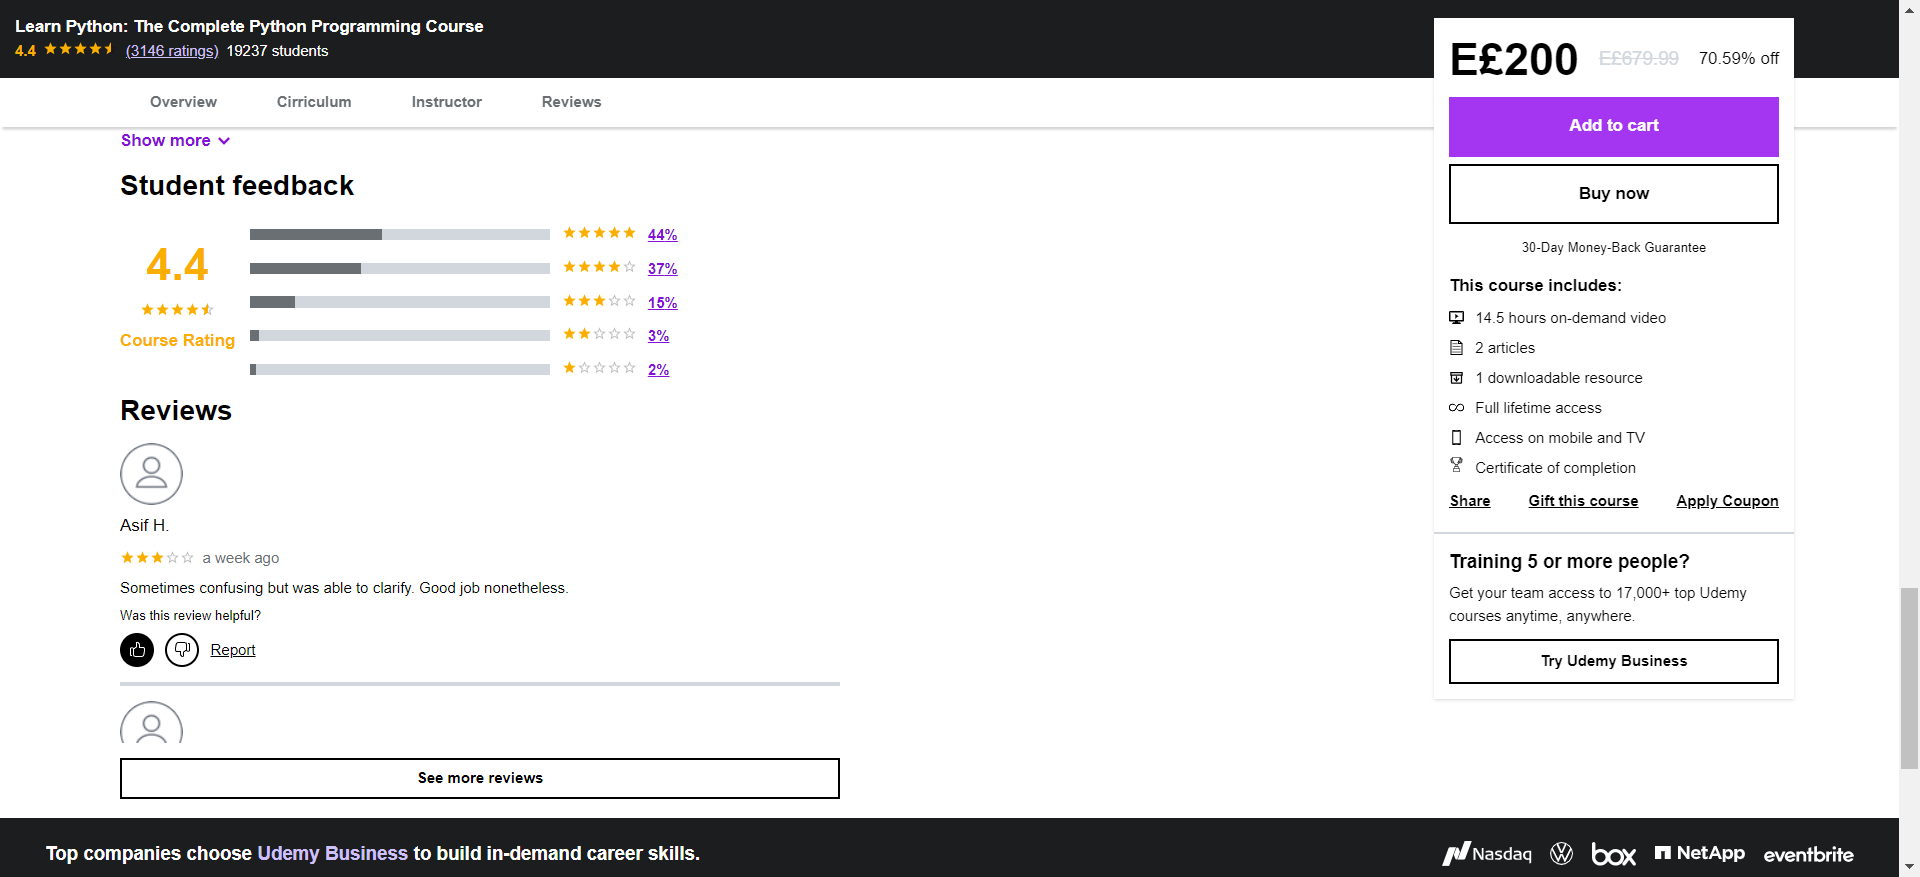 Learn Python: The Complete Python Programming Course
4.4 (3146 ratings) 19237 students
Overview Cirriculum Instructor Reviews
Show more
Student feedback
4.4
Course Rating
44%
37%
15%
3%
2%
Reviews
Asif H.
a week ago
Sometimes confusing but was able to clarify. Good job nonetheless.
Was this review helpful?
Report
See more reviews
E£200 E£679.99 70.59% off
Add to cart
Buy now
30-Day Money-Back Guarantee
This course includes:
14.5 hours on-demand video
2 articles
1 downloadable resource
Full lifetime access
Access on mobile and TV
Certificate of completion
Share Gift this course Apply Coupon
Training 5 or more people?
Get your team access to 17,000+ top Udemy
courses anytime, anywhere.
Try Udemy Business
Top companies choose Udemy Business to build in-demand career skills.
Nasdaq box NetApp eventbrite